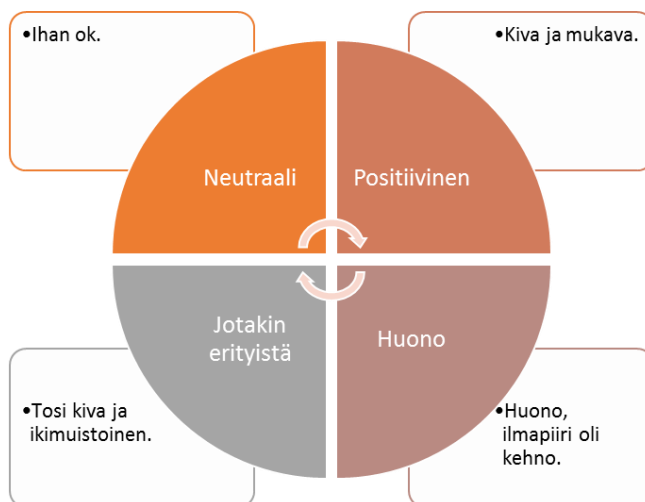 •Ihan ok.
•Kiva ja mukava.
Neutraali
Positiivinen
Jotakin
erityistä
Huono
•Tosi kiva ja
ikimuistoinen.
•Huono,
ilmapiiri oli
kehno.